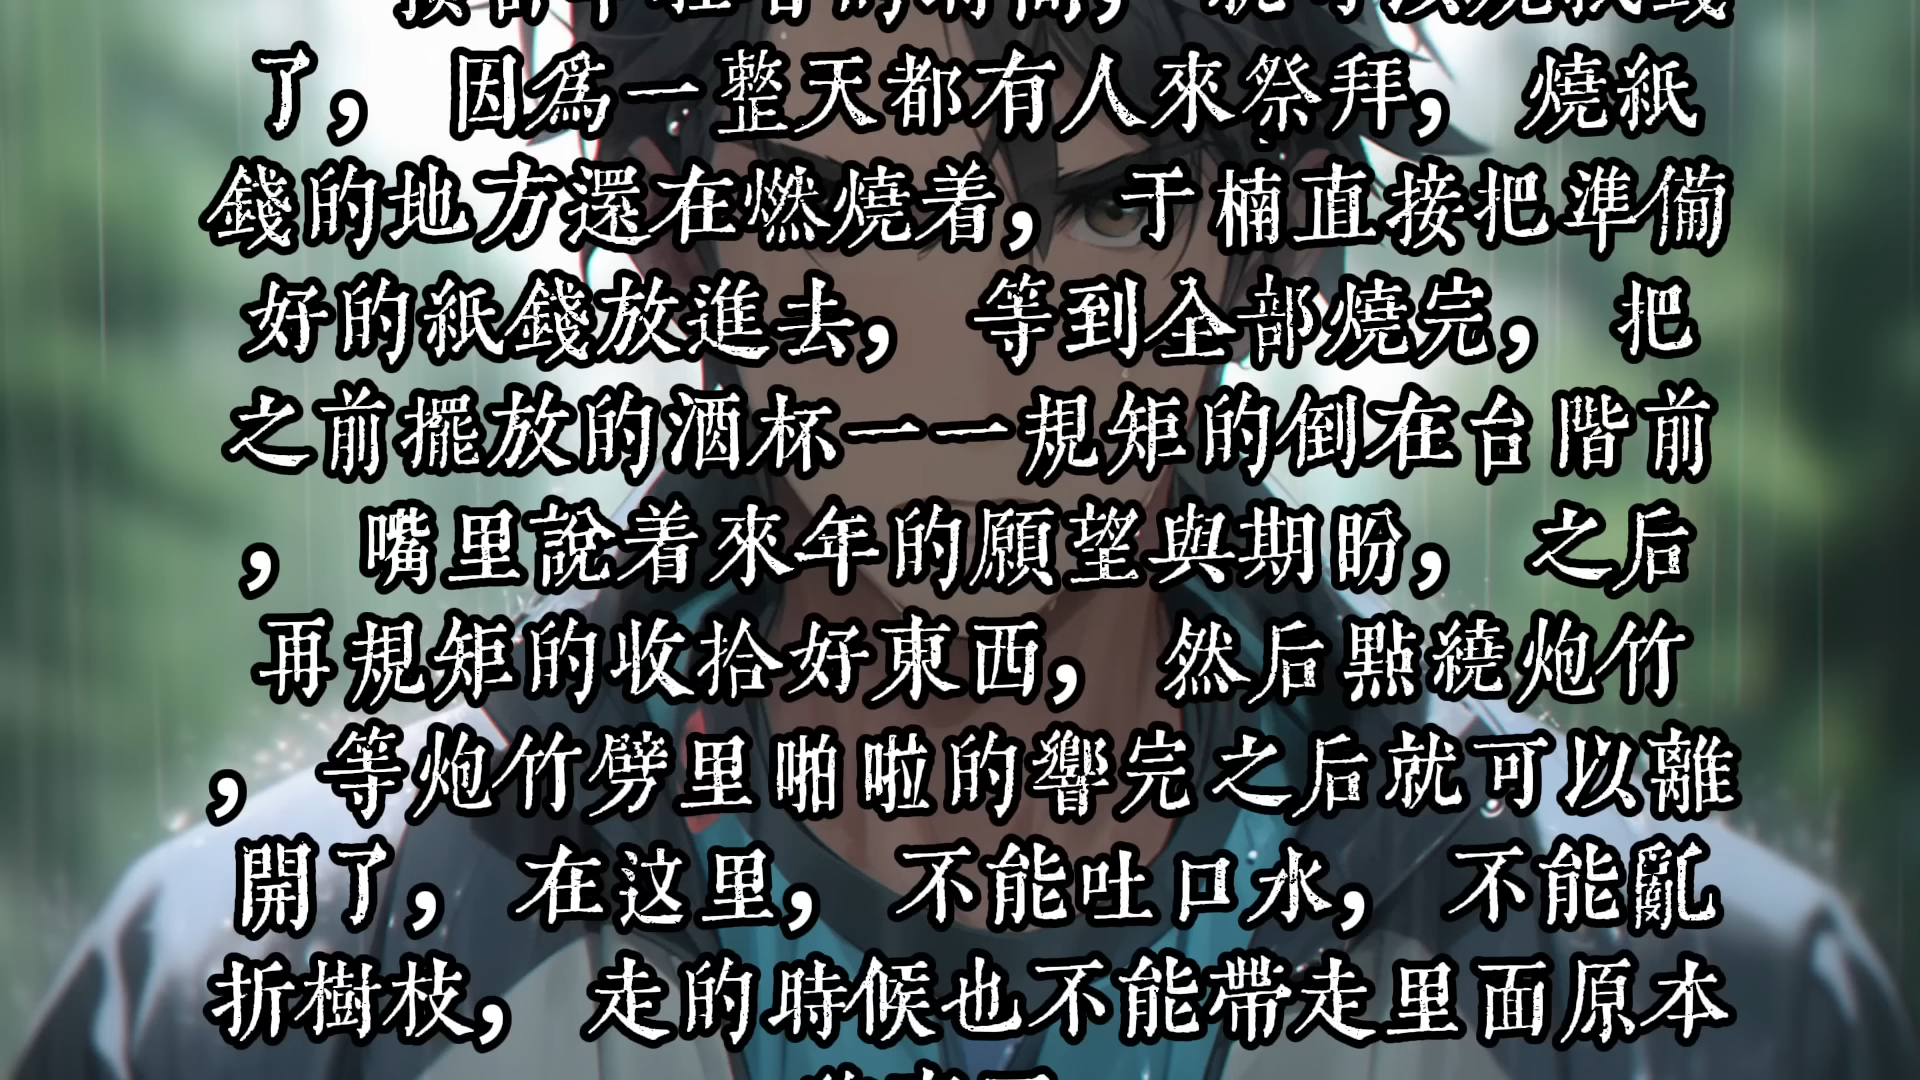 了， 因爲一整天都有人來祭拜， 燒紙
錢的地方還在燃燒着， 于楠直接把準備
好的紙錢放進去， 等到全部燒完， 把
之前擺放的酒杯一一規矩的倒在台階前
， 嘴里說着來年的願望與期盼， 之后
再規矩的收拾好東西， 然后點繞炮竹
， 等炮竹劈里啪啦的響完之后就可以離
開了， 在这里， 不能吐口水， 不能亂
折樹枝， 走的時候也不能帶走里面原本